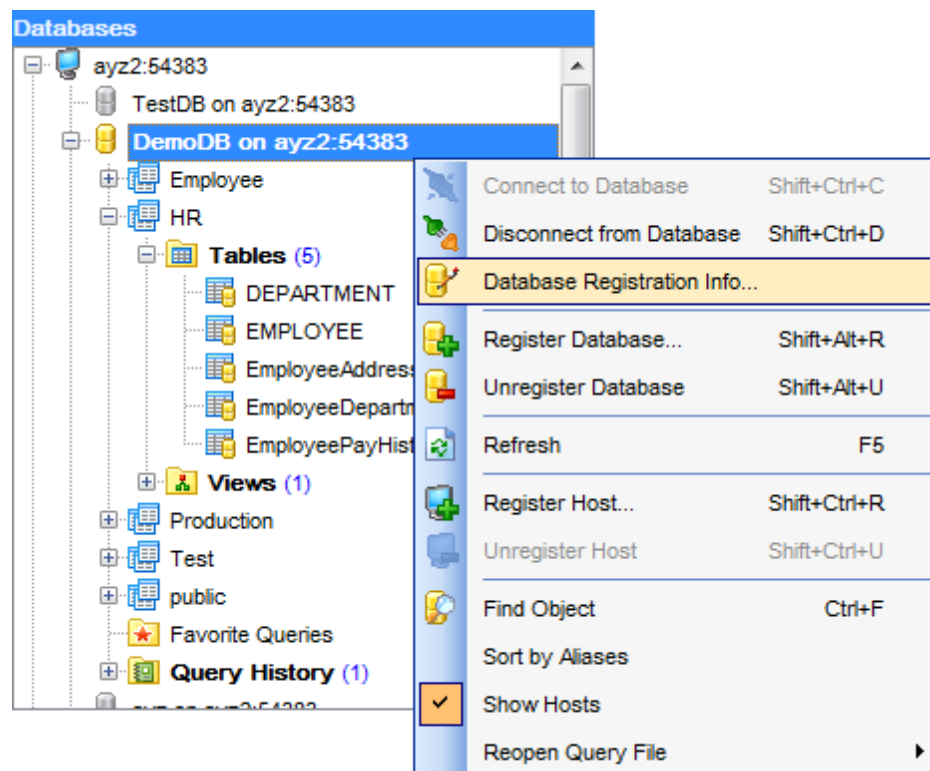 Databases
ayz2:54383
TestDB on ayz2:54383
DemoDB on ayz2:54383
Employee
HR
Tables (5)
DEPARTMENT
EMPLOYEE
EmployeeAddress
EmployeeDepartm
EmployeePayHist
Views (1)
Production
Test
public
Favorite Queries
Query History (1)
Connect to Database Shift+Ctrl+C
Disconnect from Database Shift+Ctrl+D
Database Registration Info...
Register Database... Shift+Alt+R
Unregister Database Shift+Alt+U
Refresh F5
Register Host... Shift+Ctrl+R
Unregister Host Shift+Ctrl+U
Find Object Ctrl+F
Sort by Aliases
Show Hosts
Reopen Query File